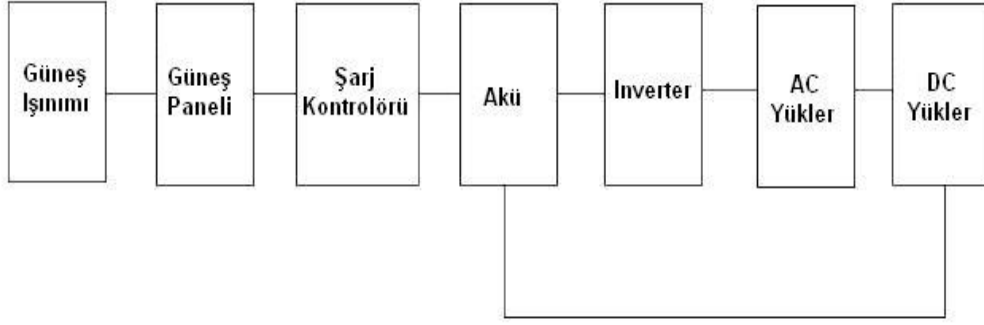 Güneş
Işınımı
Güneş
Paneli
Şarj
Kontrolörü
Akü
Inverter
AC
Yükler
DC
Yükler